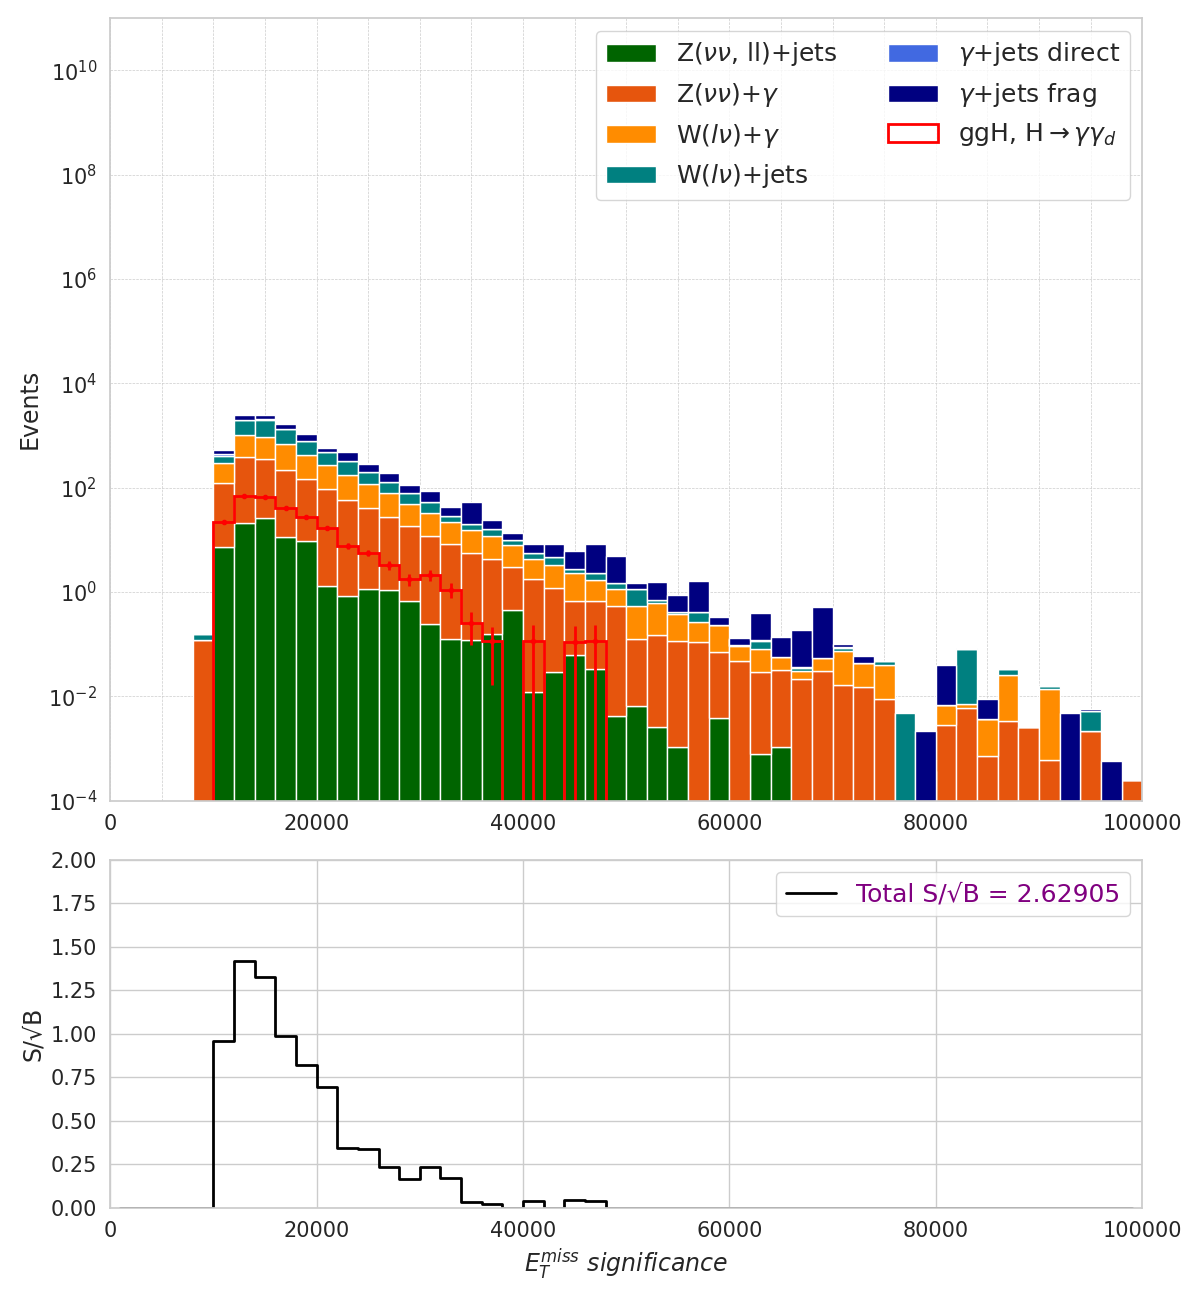 Z(νν, ll)+jets
Z(νν)+γ
W(lν)+γ
W(lν)+jets
γ+jets direct
γ+jets frag
ggH, H→γγ_d
Events
10^10
10^8
10^6
10^4
10^2
10^0
10^−2
10^−4
0 20000 40000 60000 80000 100000
Total S/√B = 2.62905
S/√B
2.00
1.75
1.50
1.25
1.00
0.75
0.50
0.25
0.00
0 20000 40000 60000 80000 100000
E_T^miss significance